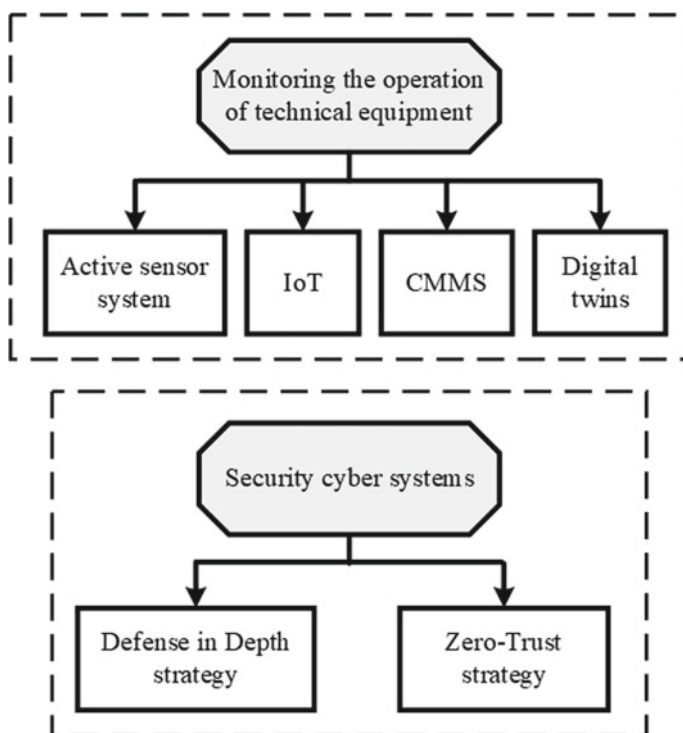 Monitoring the operation
of technical equipment
Active sensor
system
IoT
CMMS
Digital
twins
Security cyber systems
Defense in Depth
strategy
Zero-Trust
strategy